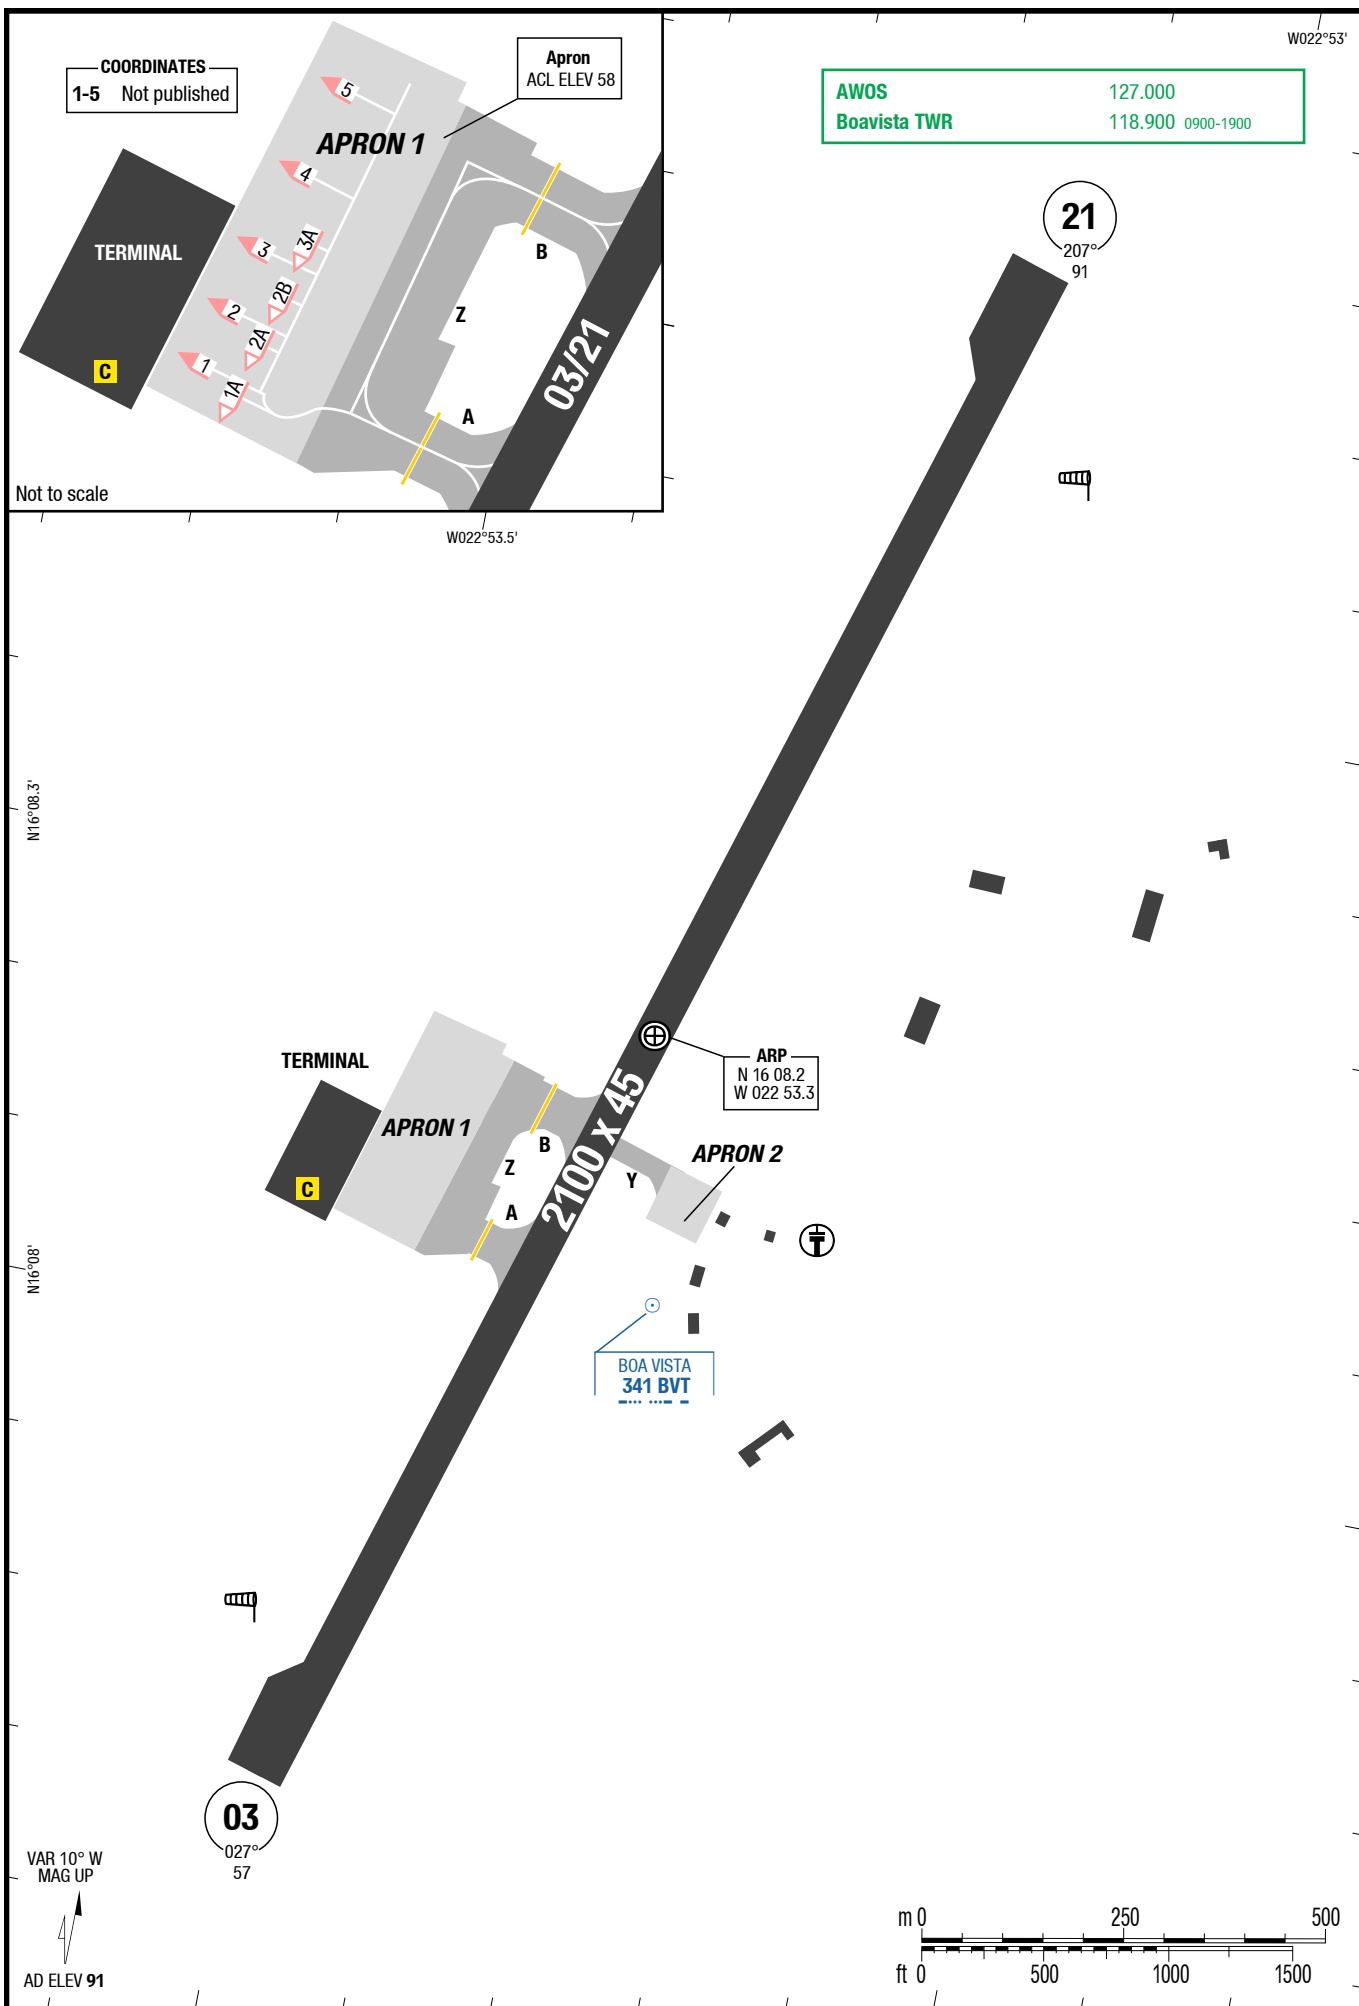 W022°53'
COORDINATES
1-5 Not published
Apron
ACL ELEV 58
AWOS 127.000
Boavista TWR 118.900 0900-1900
5
APRON 1
4
TERMINAL
3
3A
2B
2
2A
1
1A
C
B
Z
A
03/21
Not to scale
W022°53.5'
21
207°
91
N16°08.3'
ARP
N 16 08.2
W 022 53.3
TERMINAL
APRON 1
C
B
Z
A
2100 x 45
Y
APRON 2
N16°08'
BOA VISTA
341 BVT
03
027°
57
VAR 10° W
MAG UP
AD ELEV 91
m 0 250 500
ft 0 500 1000 1500